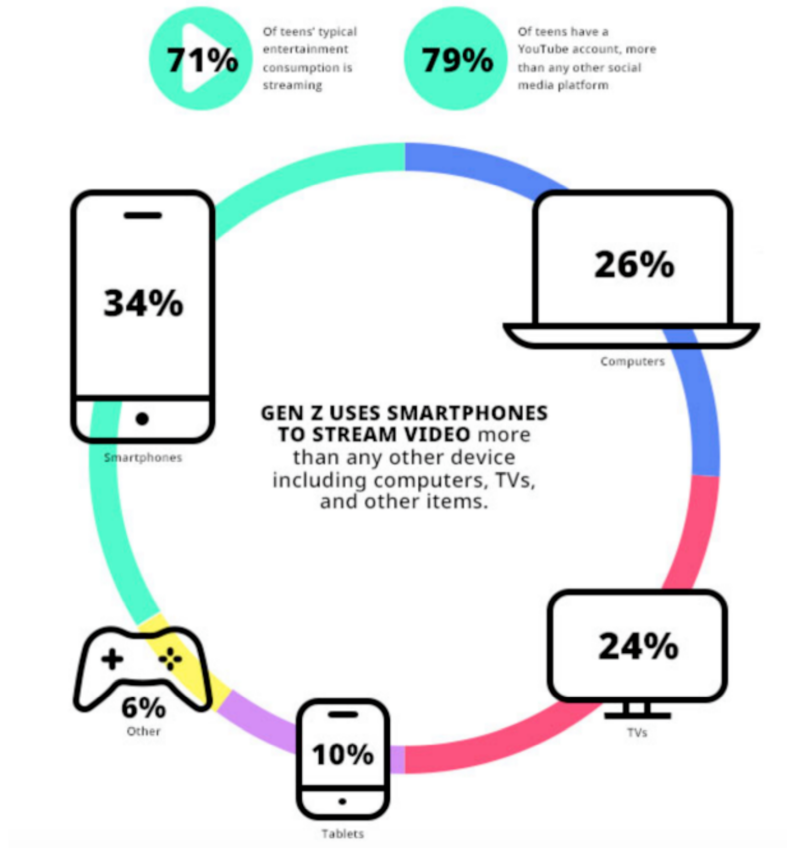 71%
Of teens' typical
entertainment
consumption is
streaming
79%
Of teens have a
YouTube account, more
than any other social
media platform
34%
Smartphones
26%
Computers
GEN Z USES SMARTPHONES
TO STREAM VIDEO more
than any other device
including computers, TVs,
and other items.
24%
TVs
6%
Other
10%
Tablets